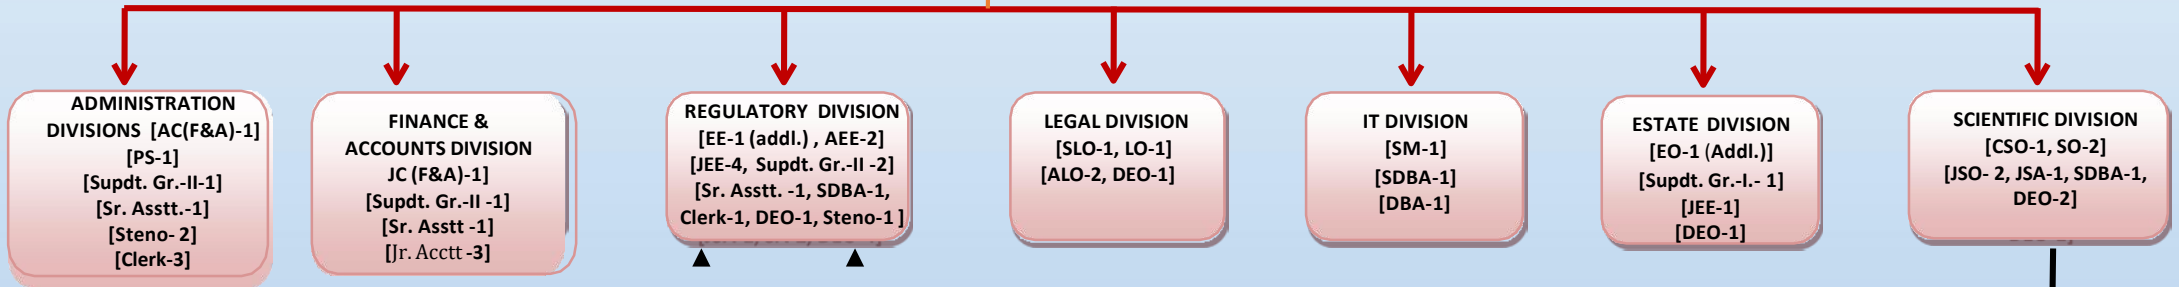 ADMINISTRATION
DIVISIONS [AC(F&A)-1]
[PS-1]
[Supdt. Gr.-II-1]
[Sr. Asstt.-1]
[Steno- 2]
[Clerk-3]
FINANCE &
ACCOUNTS DIVISION
JC (F&A)-1]
[Supdt. Gr.-II -1]
[Sr. Asstt -1]
[Jr. Acctt -3]
REGULATORY DIVISION
[EE-1 (addl.) , AEE-2]
[JEE-4, Supdt. Gr.-II -2]
[Sr. Asstt. -1, SDBA-1,
Clerk-1, DEO-1, Steno-1 ]
LEGAL DIVISION
[SLO-1, LO-1]
[ALO-2, DEO-1]
IT DIVISION
[SM-1]
[SDBA-1]
[DBA-1]
ESTATE DIVISION
[EO-1 (Addl.)]
[Supdt. Gr.-I.- 1]
[JEE-1]
[DEO-1]
SCIENTIFIC DIVISION
[CSO-1, SO-2]
[JSO- 2, JSA-1, SDBA-1,
DEO-2]